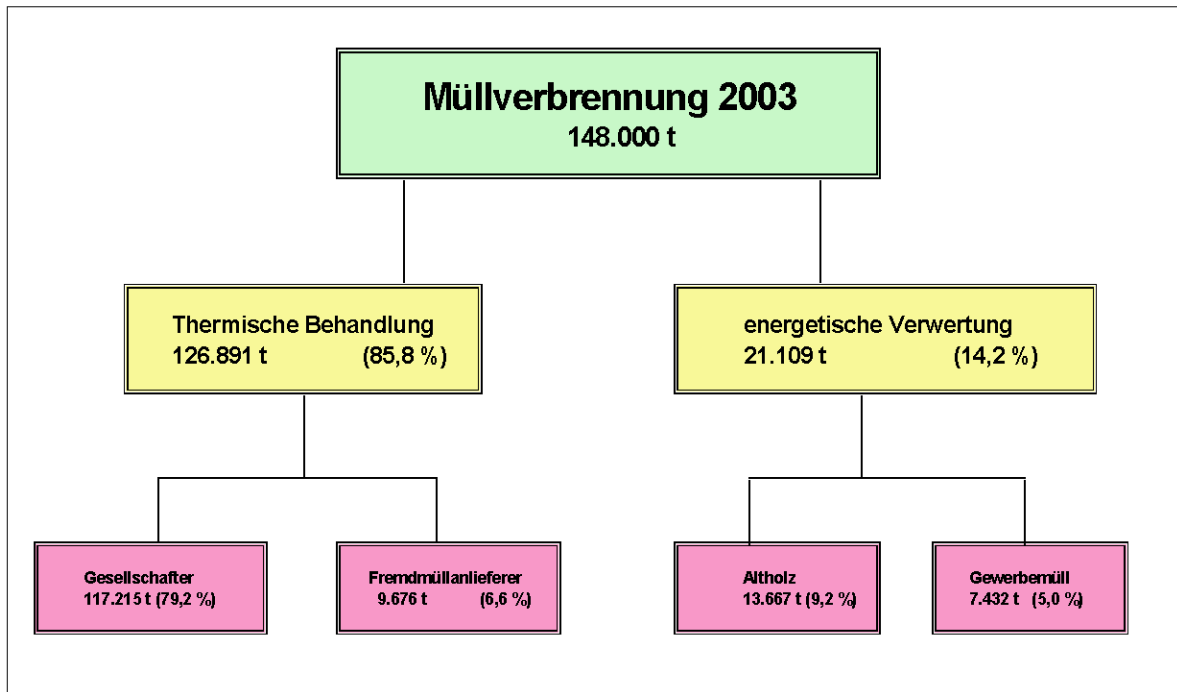 Müllverbrennung 2003
148.000 t
Thermische Behandlung
126.891 t (85,8 %)
energetische Verwertung
21.109 t (14,2 %)
Gesellschafter
117.215 t (79,2 %)
Fremdmüllanlieferer
9.676 t (6,6 %)
Altholz
13.667 t (9,2 %)
Gewerbemüll
7.432 t (5,0 %)